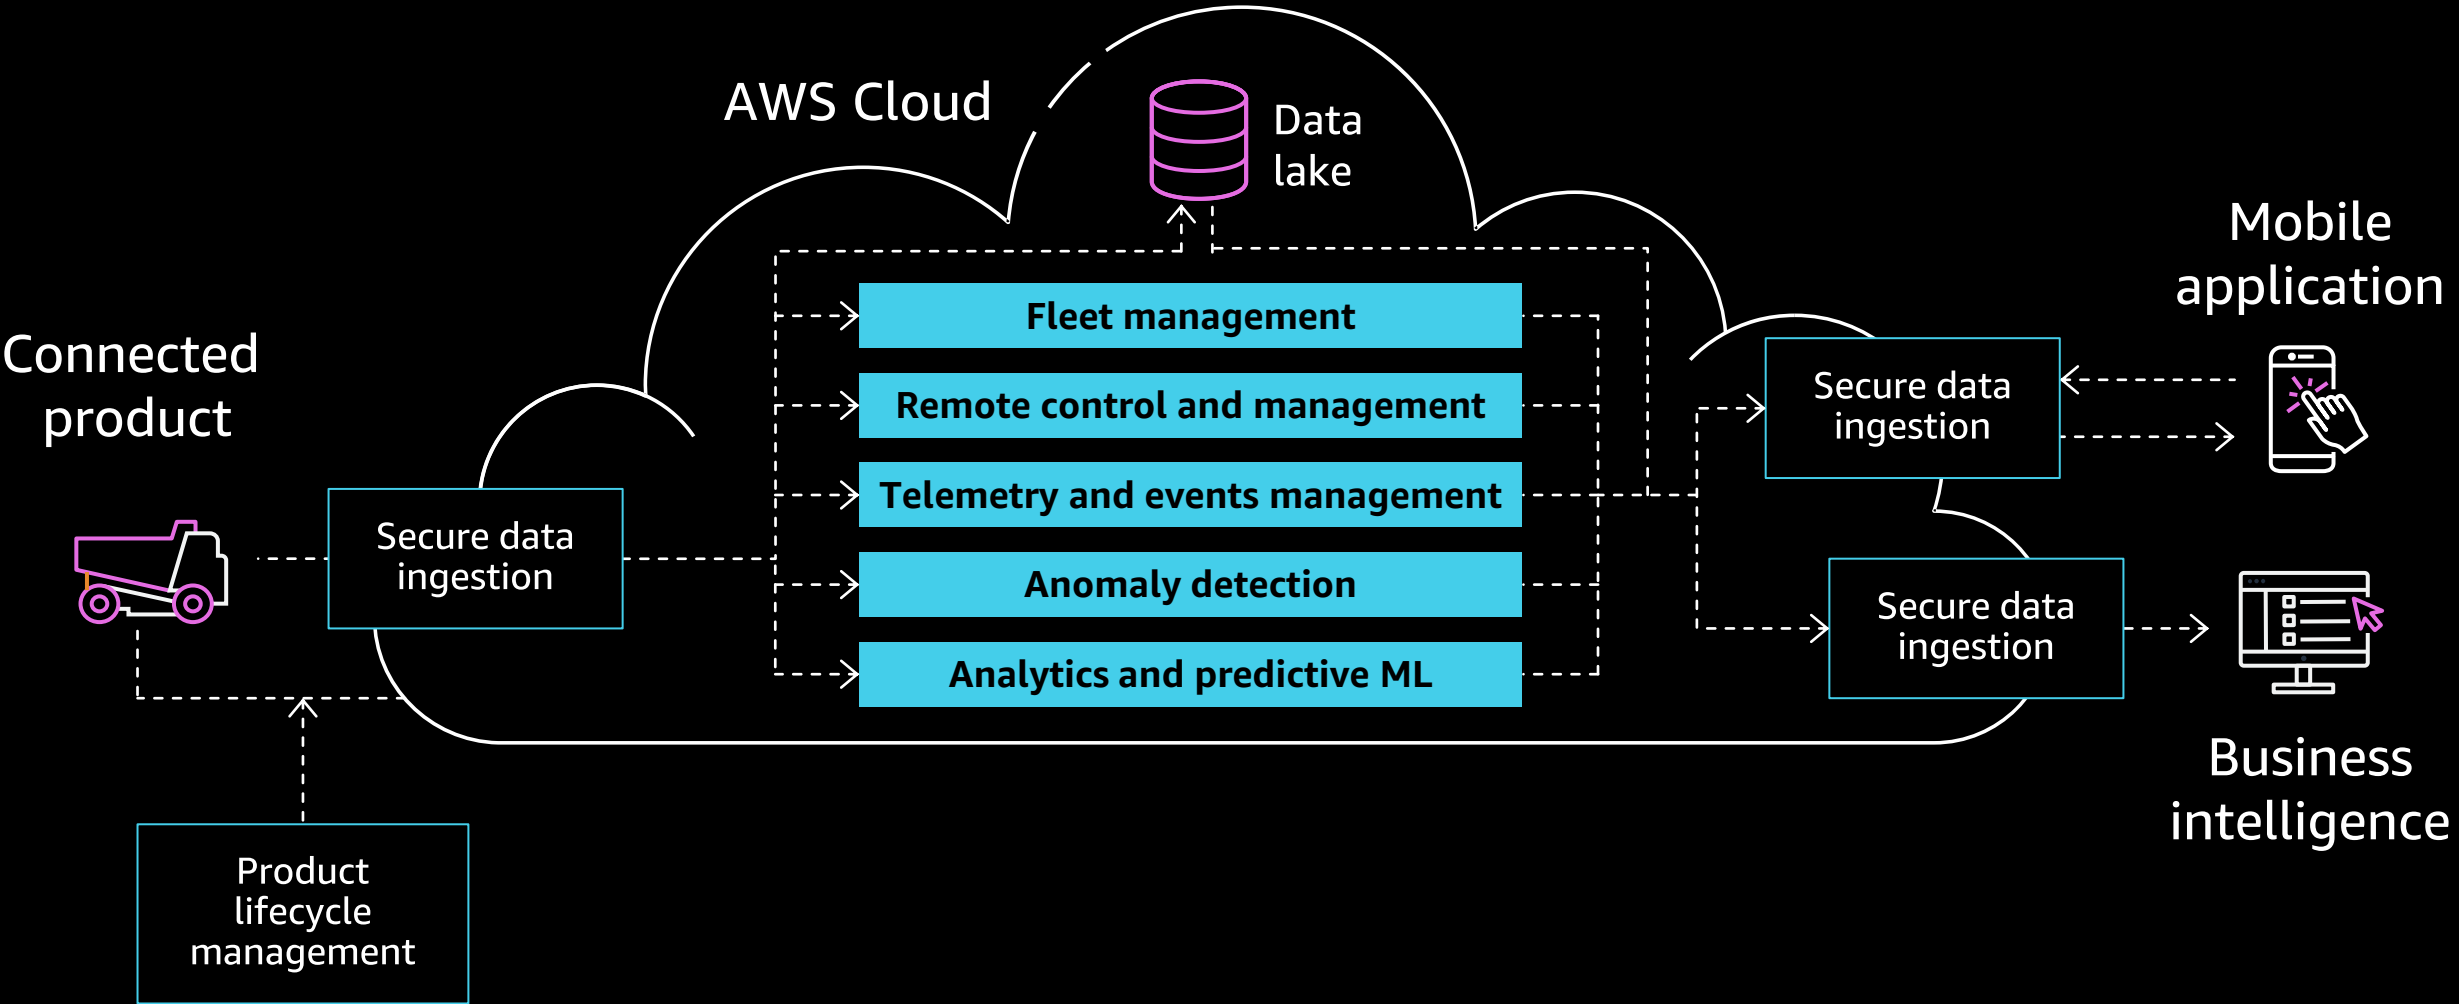 AWS Cloud
Data
lake
Mobile
application
Connected
product
Fleet management
Remote control and management
Telemetry and events management
Anomaly detection
Analytics and predictive ML
Secure data
ingestion
Secure data
ingestion
Secure data
ingestion
Business
intelligence
Product
lifecycle
management